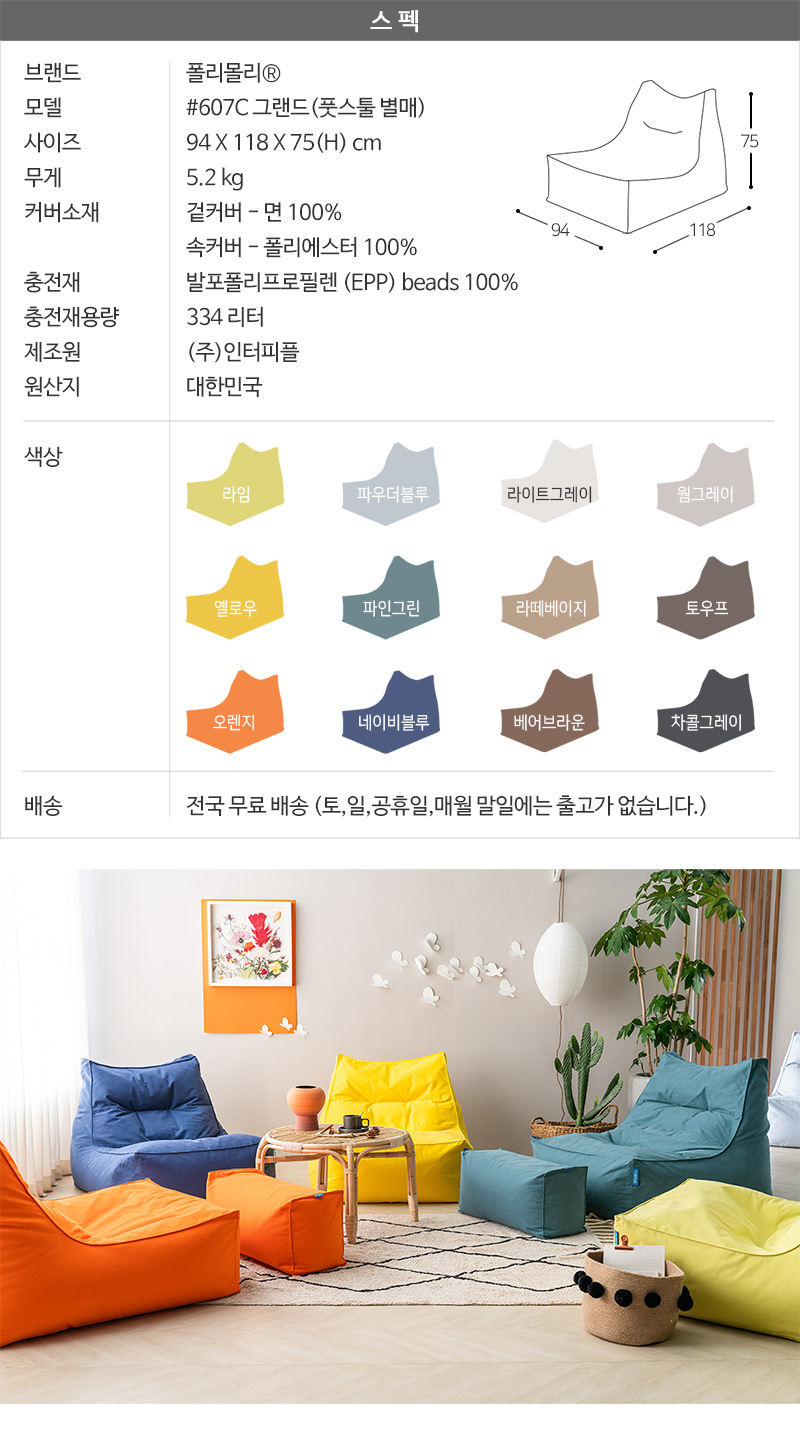 스펙
브랜드 폴리몰리®
모델 #607C 그랜드(풋스툴 별매)
사이즈 94 X 118 X 75(H) cm
무게 5.2 kg
커버소재 겉커버 - 면 100%
속커버 - 폴리에스터 100%
충전재 발포폴리프로필렌 (EPP) beads 100%
충전재용량 334 리터
제조원 (주)인터피플
원산지 대한민국
75
94
118
색상
라임 파우더블루 라이트그레이 웜그레이
옐로우 파인그린 라떼베이지 토우프
오렌지 네이비블루 베어브라운 차콜그레이
배송 전국 무료 배송 (토,일,공휴일,매월 말일에는 출고가 없습니다.)